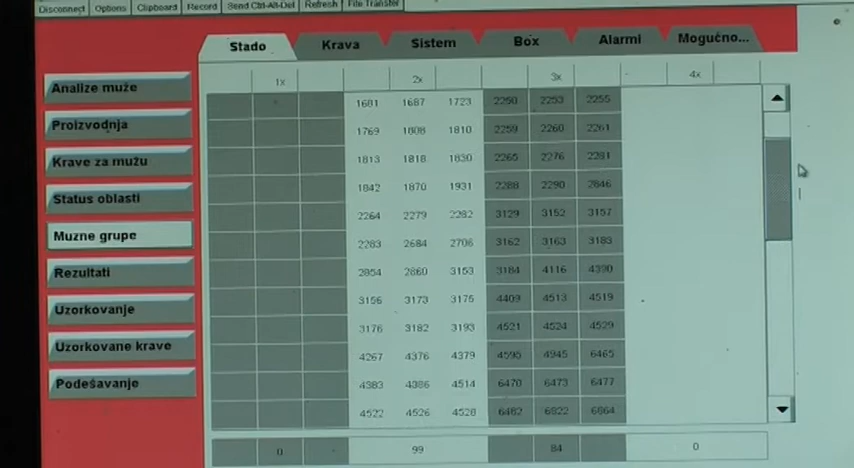 Disconnect Options Clipboard Record Send Ctrl-Alt-Del Refresh File Transfer
Stado Krava Sistem Box Alarmi Mogućno...
Analize muže
Proizvodnja
Krave za mužu
Status oblasti
Muzne grupe
Rezultati
Uzorkovanje
Uzorkovane krave
Podešavanje
1x 2x 3x 4x
1681 1687 1723 2250 2253 2255
1769 1808 1810 2259 2260 2261
1813 1818 1830 2265 2276 2281
1842 1870 1931 2288 2290 2846
2264 2279 2282 3129 3152 3157
2283 2684 2706 3162 3163 3183
2854 2860 3153 3184 4116 4390
3156 3173 3175 4409 4513 4519
3176 3182 3193 4521 4524 4529
4267 4376 4379 4595 4945 6465
4383 4386 4514 6470 6473 6477
4522 4526 4528 6482 6822 6864
0 99 84 0